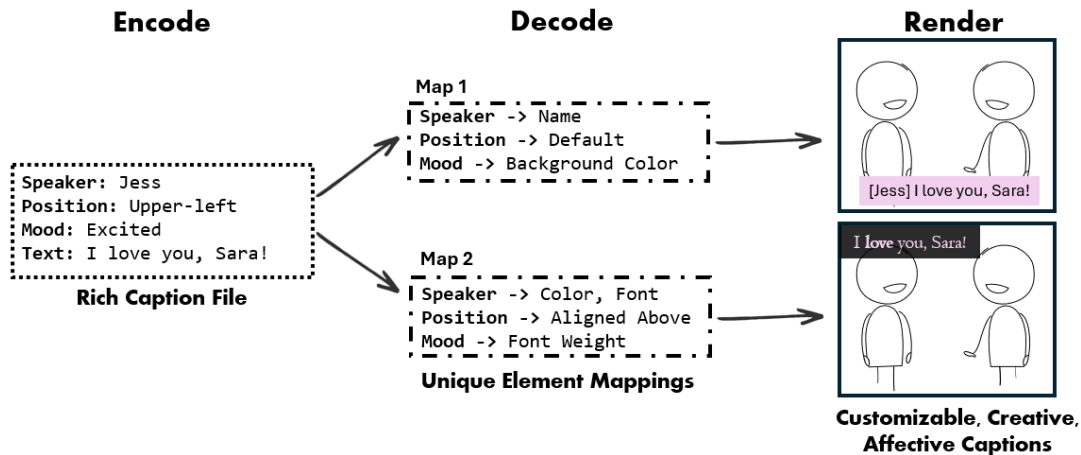 Encode
Decode
Render
Speaker: Jess
Position: Upper-left
Mood: Excited
Text: I love you, Sara!
Rich Caption File
Map 1
Speaker -> Name
Position -> Default
Mood -> Background Color
Map 2
Speaker -> Color, Font
Position -> Aligned Above
Mood -> Font Weight
Unique Element Mappings
[Jess] I love you, Sara!
I love you, Sara!
Customizable, Creative,
Affective Captions